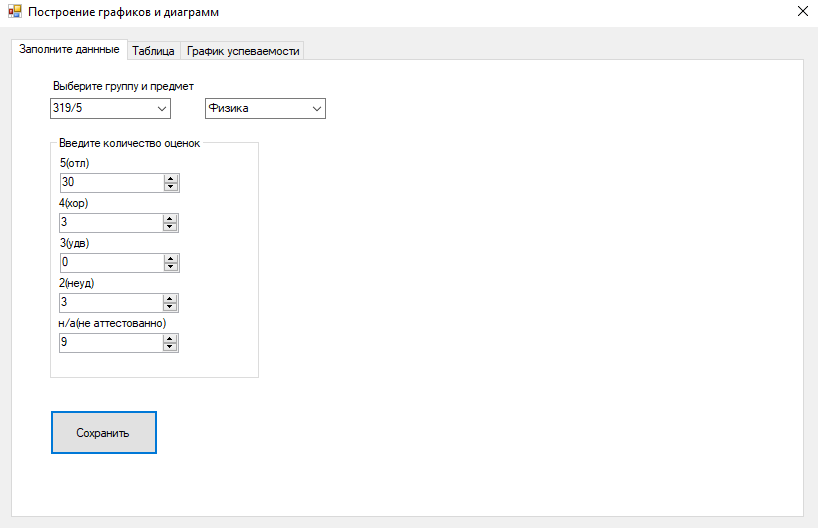 Построение графиков и диаграмм
Заполните даннные Таблица График успеваемости
Выберите группу и предмет
319/5 Физика
Введите количество оценок
5(отл)
30
4(хор)
3
3(удв)
0
2(неуд)
3
н/а(не аттестованно)
9
Сохранить